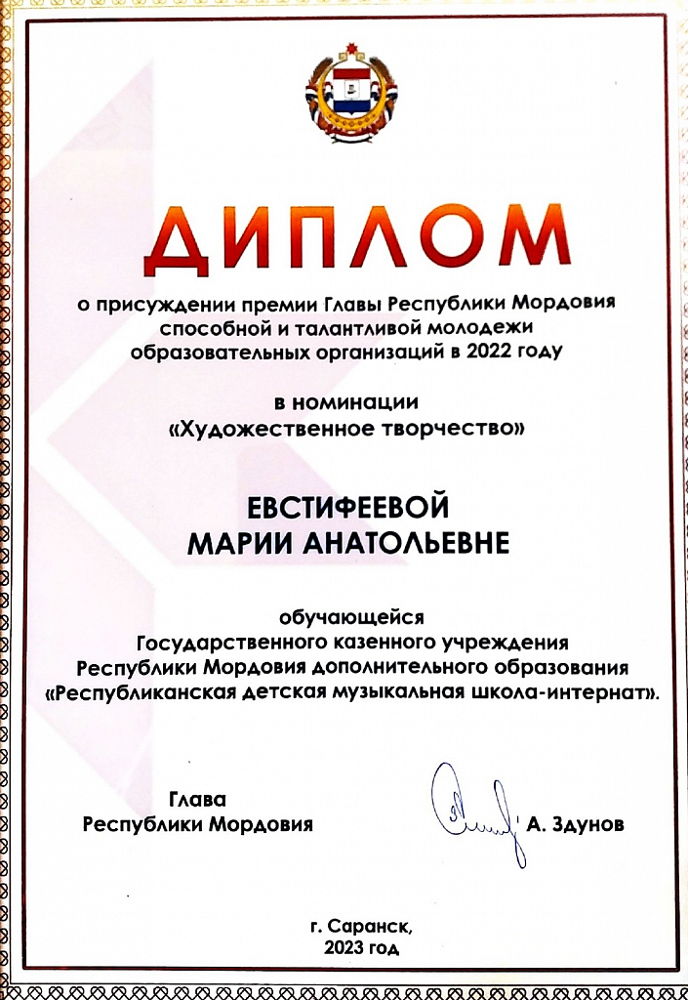 ДИПЛОМ
о присуждении премии Главы Республики Мордовия
способной и талантливой молодежи
образовательных организаций в 2022 году
в номинации
«Художественное творчество»
ЕВСТИФЕЕВОЙ
МАРИИ АНАТОЛЬЕВНЕ
обучающейся
Государственного казенного учреждения
Республики Мордовия дополнительного образования
«Республиканская детская музыкальная школа-интернат».
Глава
Республики Мордовия
А. Здунов
г. Саранск,
2023 год